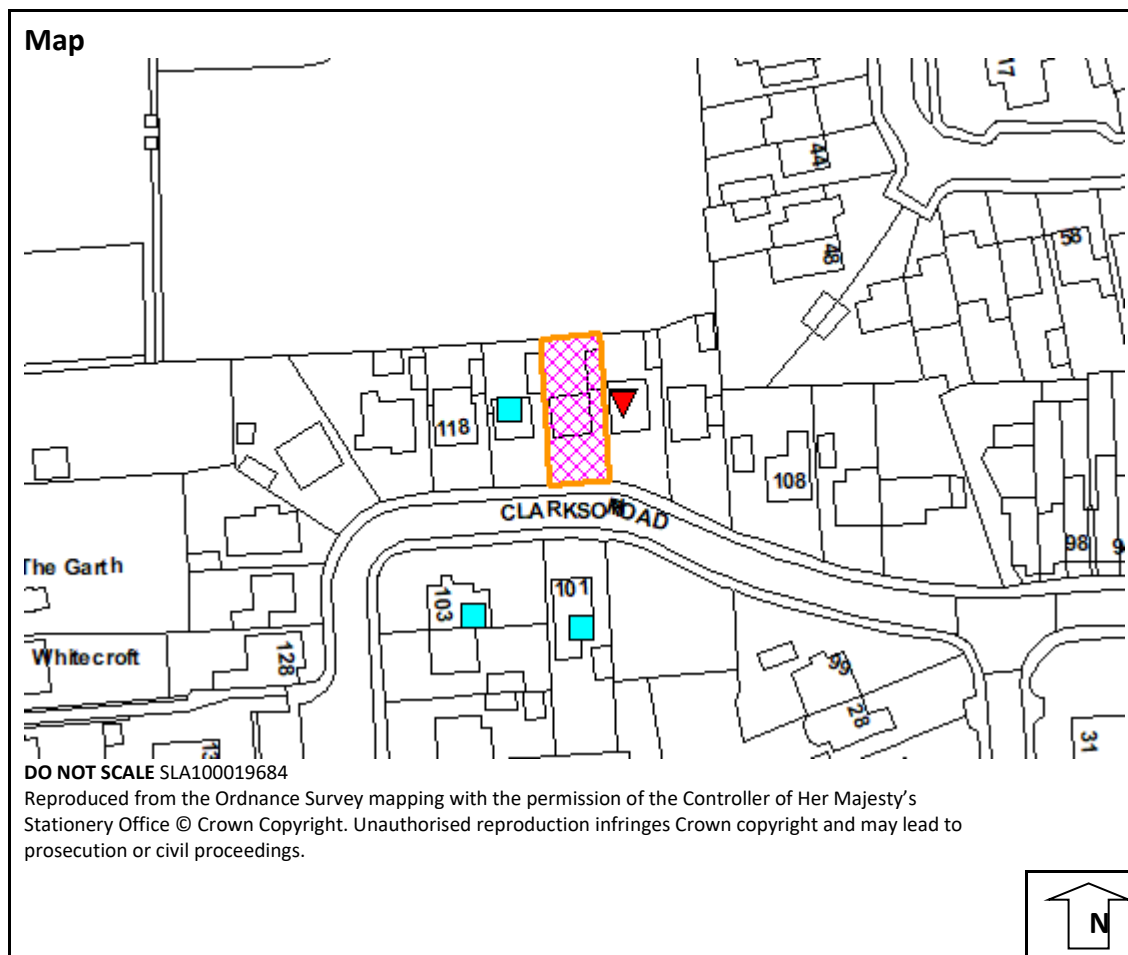 Map
17
44
58
48
118
108
CLARKSO ROAD
98
The Garth
103
101
Whitecroft
128
99
28
31
DO NOT SCALE SLA100019684
Reproduced from the Ordnance Survey mapping with the permission of the Controller of Her Majesty's
Stationery Office © Crown Copyright. Unauthorised reproduction infringes Crown copyright and may lead to
prosecution or civil proceedings.
N